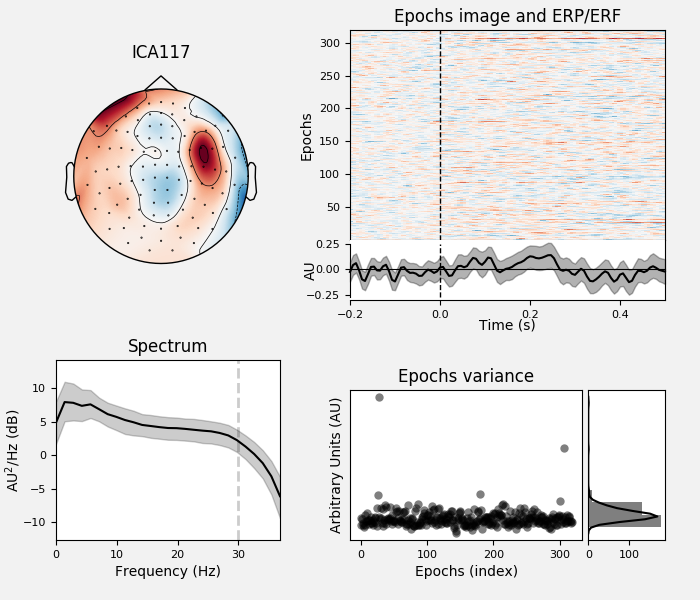 ICA117
Epochs image and ERP/ERF
Epochs
300
250
200
150
100
50
AU
0.25
0.00
−0.25
−0.2
0.0
0.2
0.4
Time (s)
Spectrum
AU²/Hz (dB)
10
5
0
−5
−10
0
10
20
30
Frequency (Hz)
Epochs variance
Arbitrary Units (AU)
0
100
200
300
Epochs (index)
0
100